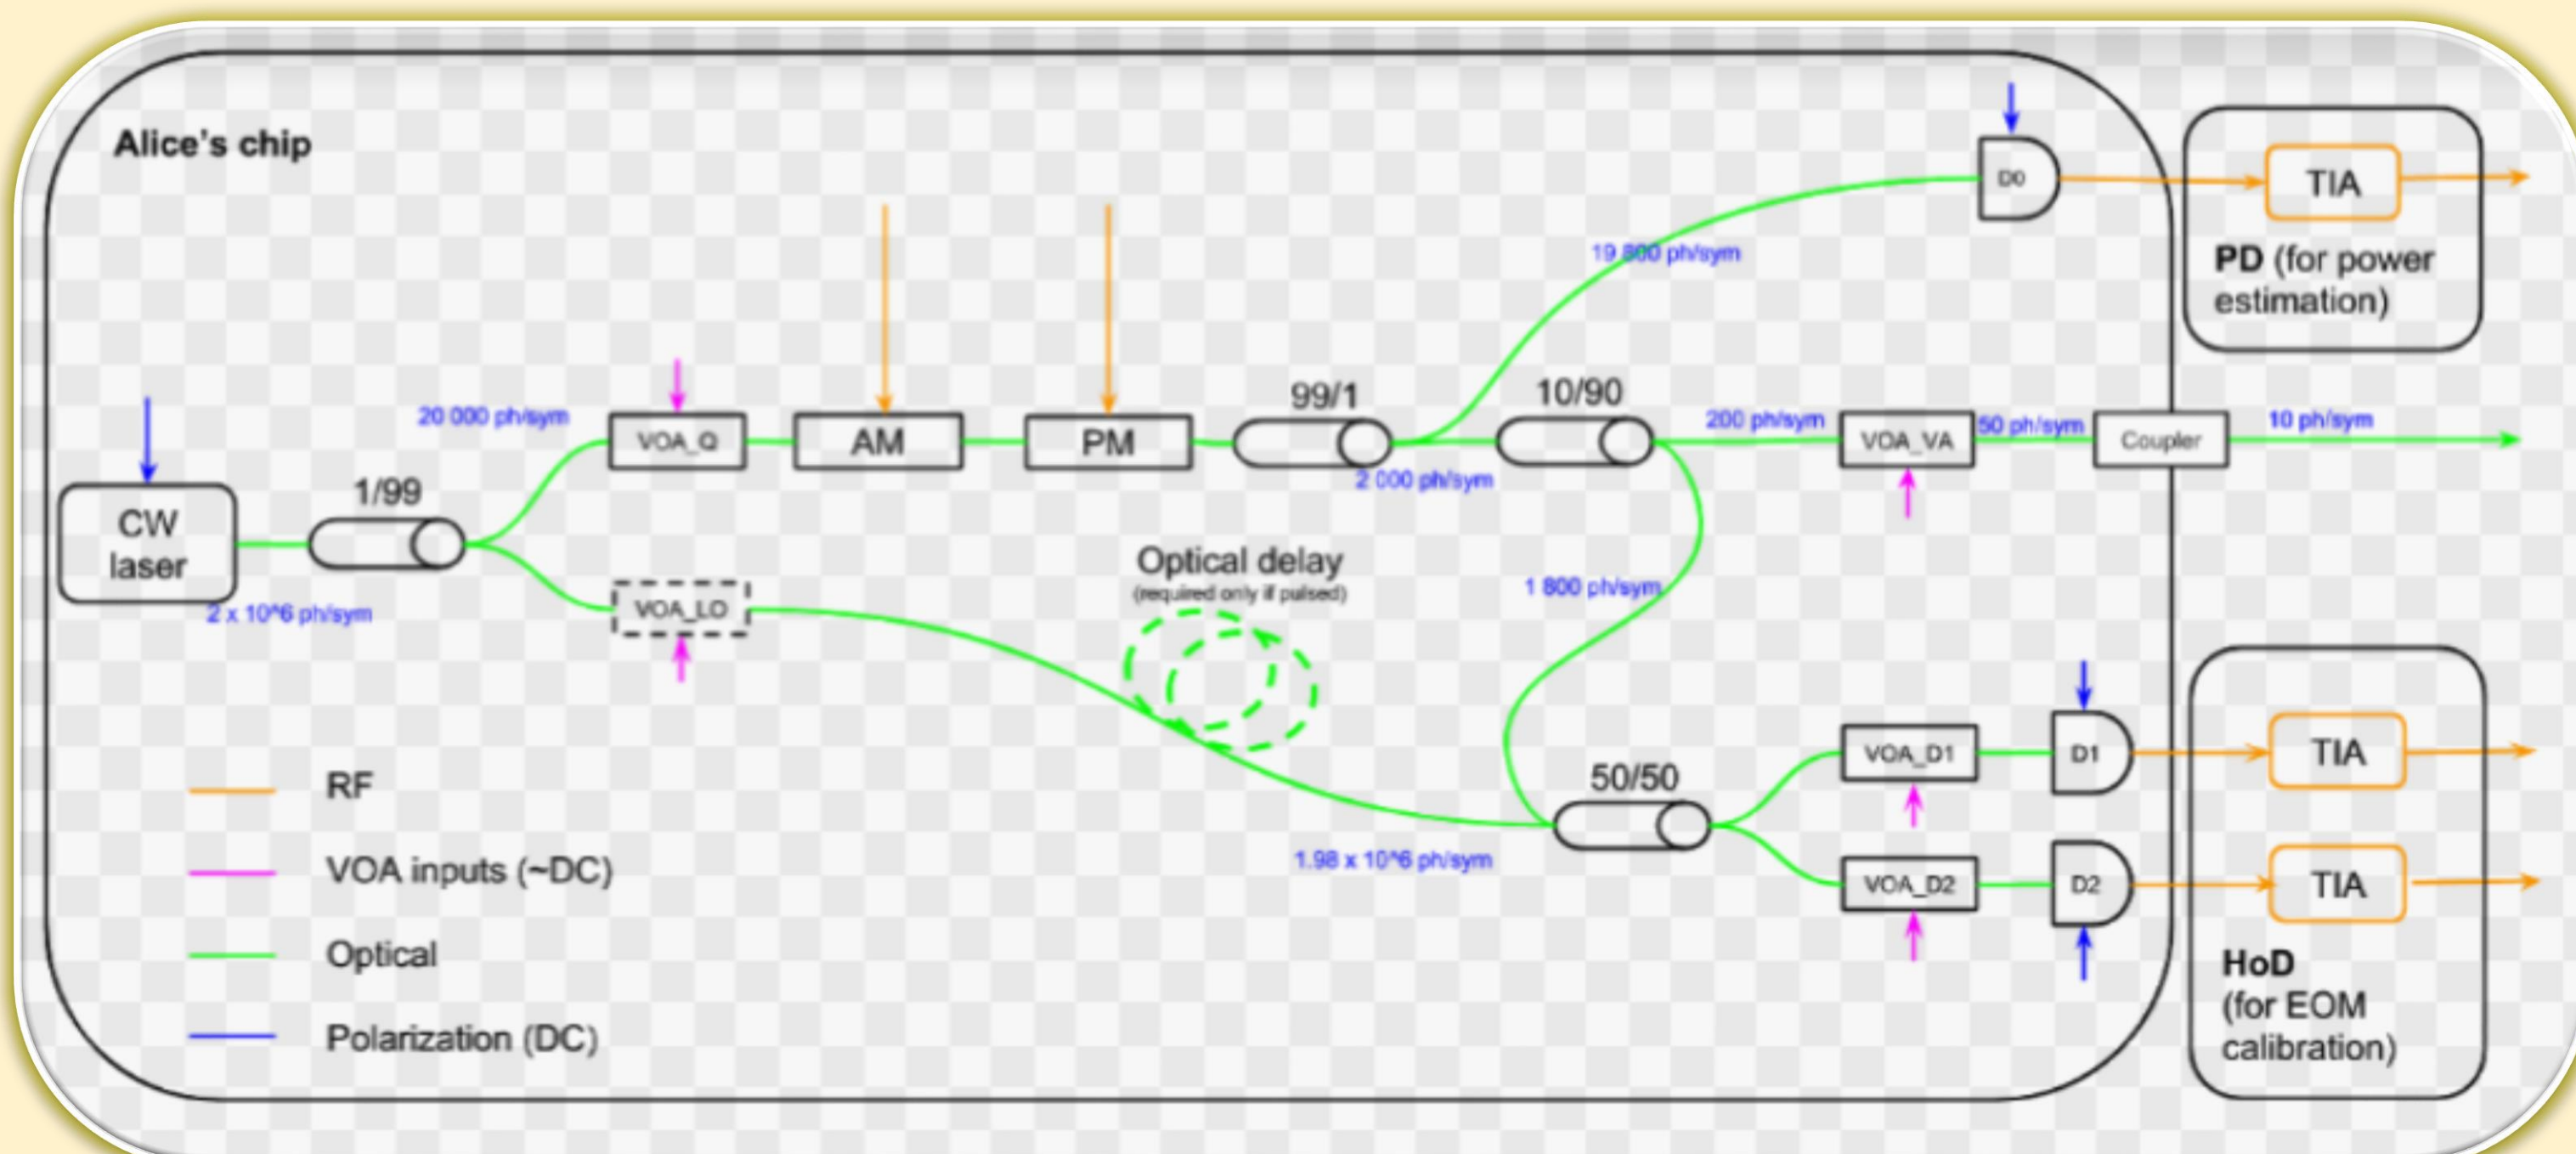 Alice's chip
D0
TIA
PD (for power
estimation)
19 800 ph/sym
99/1
10/90
20 000 ph/sym
VOA_Q
AM
PM
2 000 ph/sym
200 ph/sym
VOA_VA
50 ph/sym
Coupler
10 ph/sym
CW
laser
1/99
2 x 10^6 ph/sym
VOA_LO
Optical delay
(required only if pulsed)
1 800 ph/sym
50/50
1.98 x 10^6 ph/sym
VOA_D1
D1
TIA
VOA_D2
D2
TIA
HoD
(for EOM
calibration)
RF
VOA inputs (~DC)
Optical
Polarization (DC)